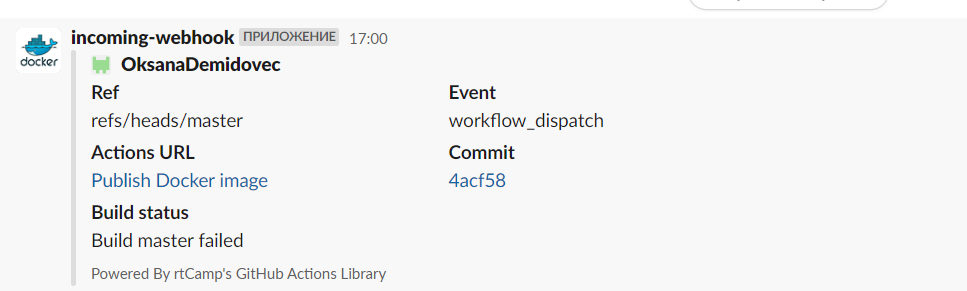 incoming-webhook ПРИЛОЖЕНИЕ 17:00
docker
OksanaDemidovec
Ref Event
refs/heads/master workflow_dispatch
Actions URL Commit
Publish Docker image 4acf58
Build status
Build master failed
Powered By rtCamp's GitHub Actions Library